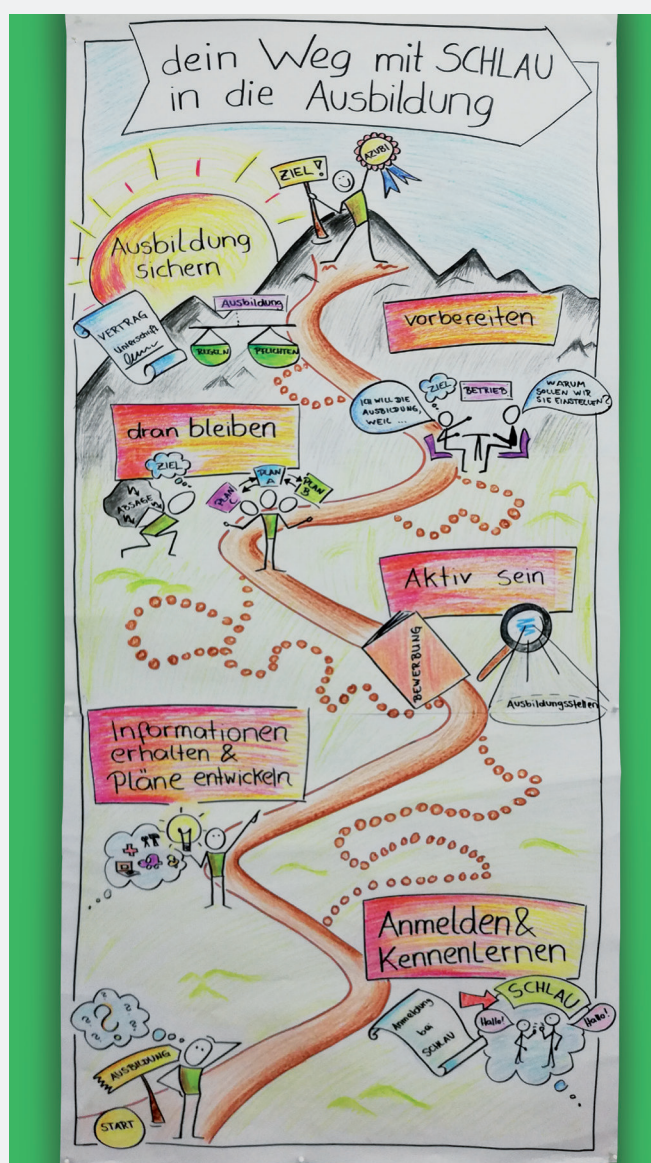 dein Weg mit SCHLAU
in die Ausbildung
AZUBI
ZIEL!
Ausbildung
sichern
VERTRAG
Unterschrift
Ausbildung
REGELN
PFLICHTEN
vorbereiten
ICH WILL DIE
AUSBILDUNG,
WEIL ...
ZIEL
BETRIEB
WARUM
SOLLEN WIR
SIE EINSTELLEN?
dran bleiben
ZIEL
ABSAGE
PLAN
C
PLAN
A
PLAN
B
Aktiv sein
BEWERBUNG
Ausbildungsstellen
Informationen
erhalten &
Pläne entwickeln
Anmelden &
Kennenlernen
Anmeldung
bei
SCHLAU
SCHLAU
Hallo!
Hallo!
AUSBILDUNG
START